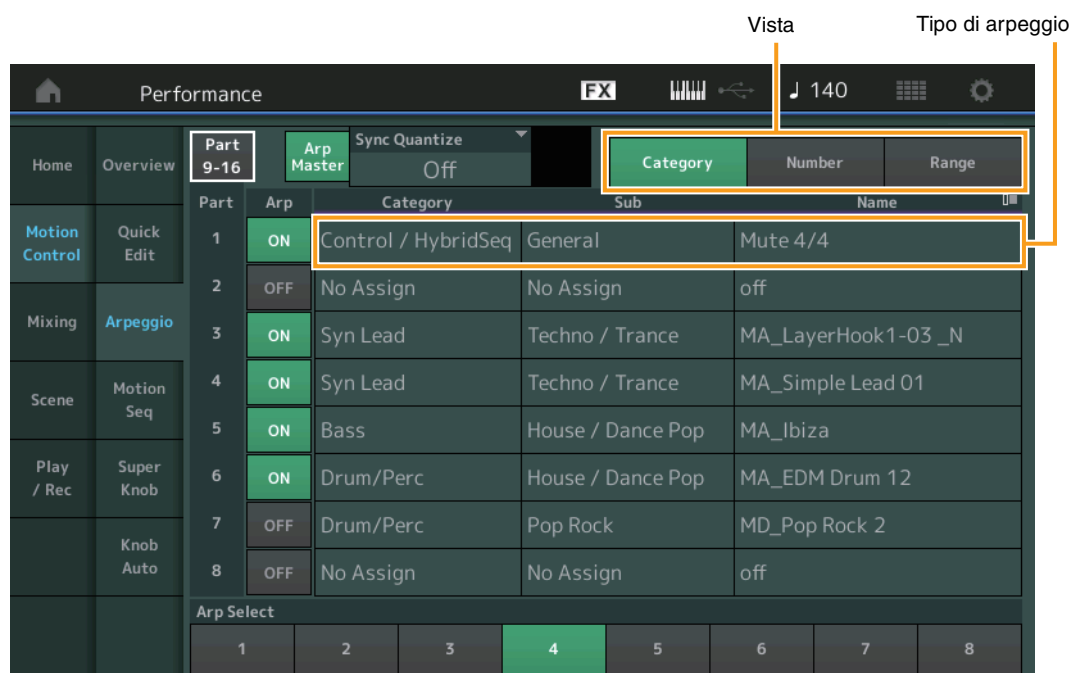 Vista
Tipo di arpeggio
Performance
FX
♩ 140
Home
Overview
Part
9-16
Arp
Master
Sync Quantize
Off
Category
Number
Range
Part
Arp
Category
Sub
Name
Motion
Control
Quick
Edit
1
ON
Control / HybridSeq
General
Mute 4/4
2
OFF
No Assign
No Assign
off
Mixing
Arpeggio
3
ON
Syn Lead
Techno / Trance
MA_LayerHook1-03 _N
Scene
Motion
Seq
4
ON
Syn Lead
Techno / Trance
MA_Simple Lead 01
5
ON
Bass
House / Dance Pop
MA_Ibiza
Play
/ Rec
Super
Knob
6
ON
Drum/Perc
House / Dance Pop
MA_EDM Drum 12
7
OFF
Drum/Perc
Pop Rock
MD_Pop Rock 2
Knob
Auto
8
OFF
No Assign
No Assign
off
Arp Select
1
2
3
4
5
6
7
8